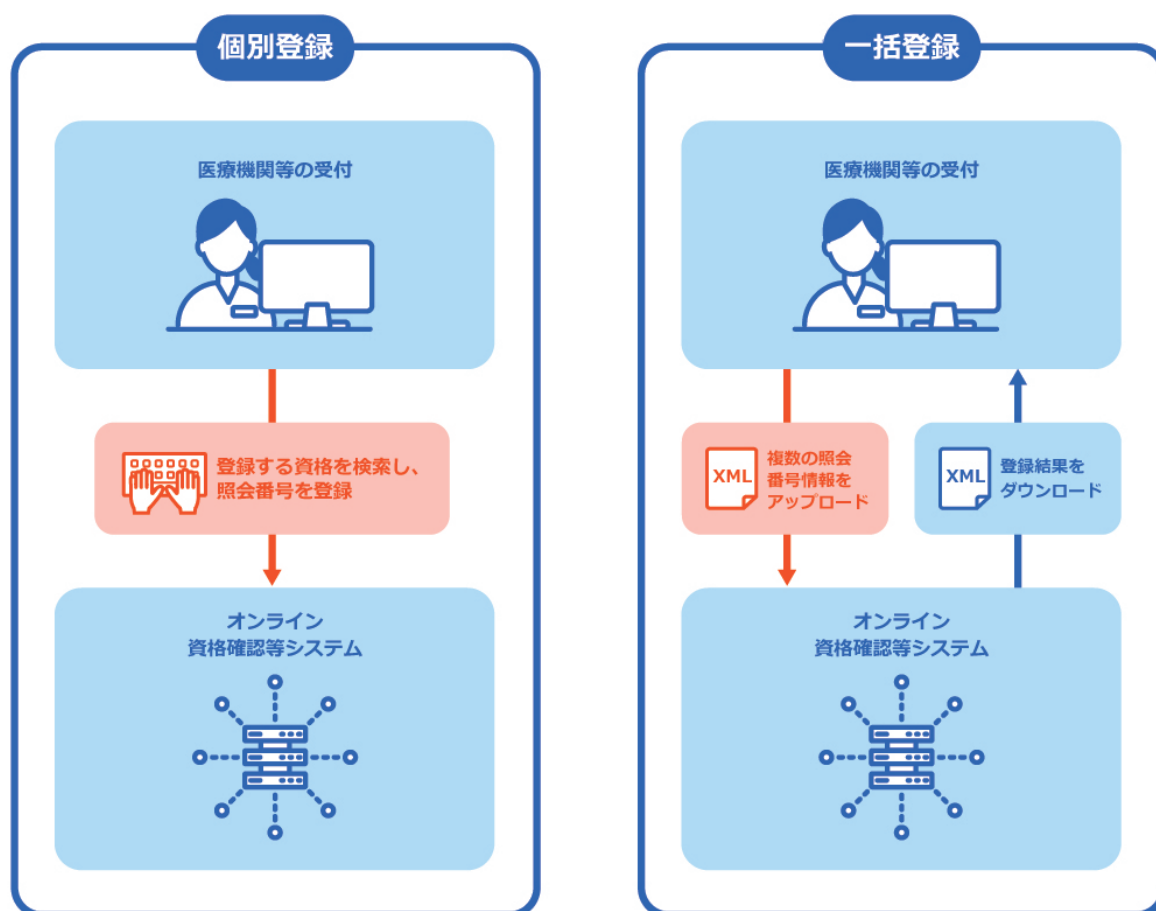 個別登録
医療機関等の受付
登録する資格を検索し、
照会番号を登録
オンライン
資格確認等システム
一括登録
医療機関等の受付
XML
複数の照会
番号情報を
アップロード
XML
登録結果を
ダウンロード
オンライン
資格確認等システム